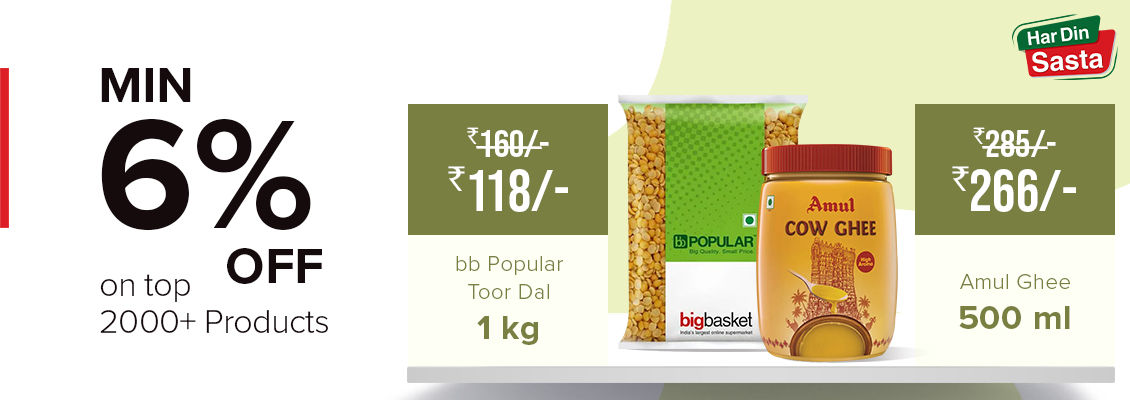 MIN
6%
OFF
on top
2000+ Products
₹160/-
₹118/-
bb Popular
Toor Dal
1 kg
bb POPULAR
Big Quality. Small Price.
bigbasket
India's largest online supermarket
Amul
COW GHEE
High Aroma
₹285/-
₹266/-
Amul Ghee
500 ml
Har Din
Sasta